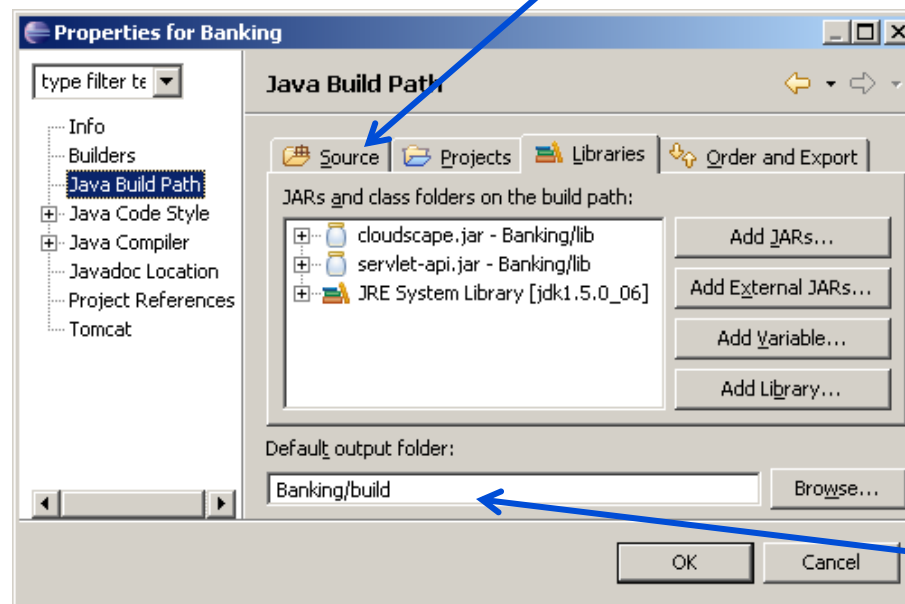 Properties for Banking
type filter te
Java Build Path
Info
Builders
Java Build Path
Java Code Style
Java Compiler
Javadoc Location
Project References
Tomcat
Source
Projects
Libraries
Order and Export
JARs and class folders on the build path:
cloudscape.jar - Banking/lib
servlet-api.jar - Banking/lib
JRE System Library [jdk1.5.0_06]
Add JARs...
Add External JARs...
Add Variable...
Add Library...
Default output folder:
Banking/build
Browse...
OK
Cancel